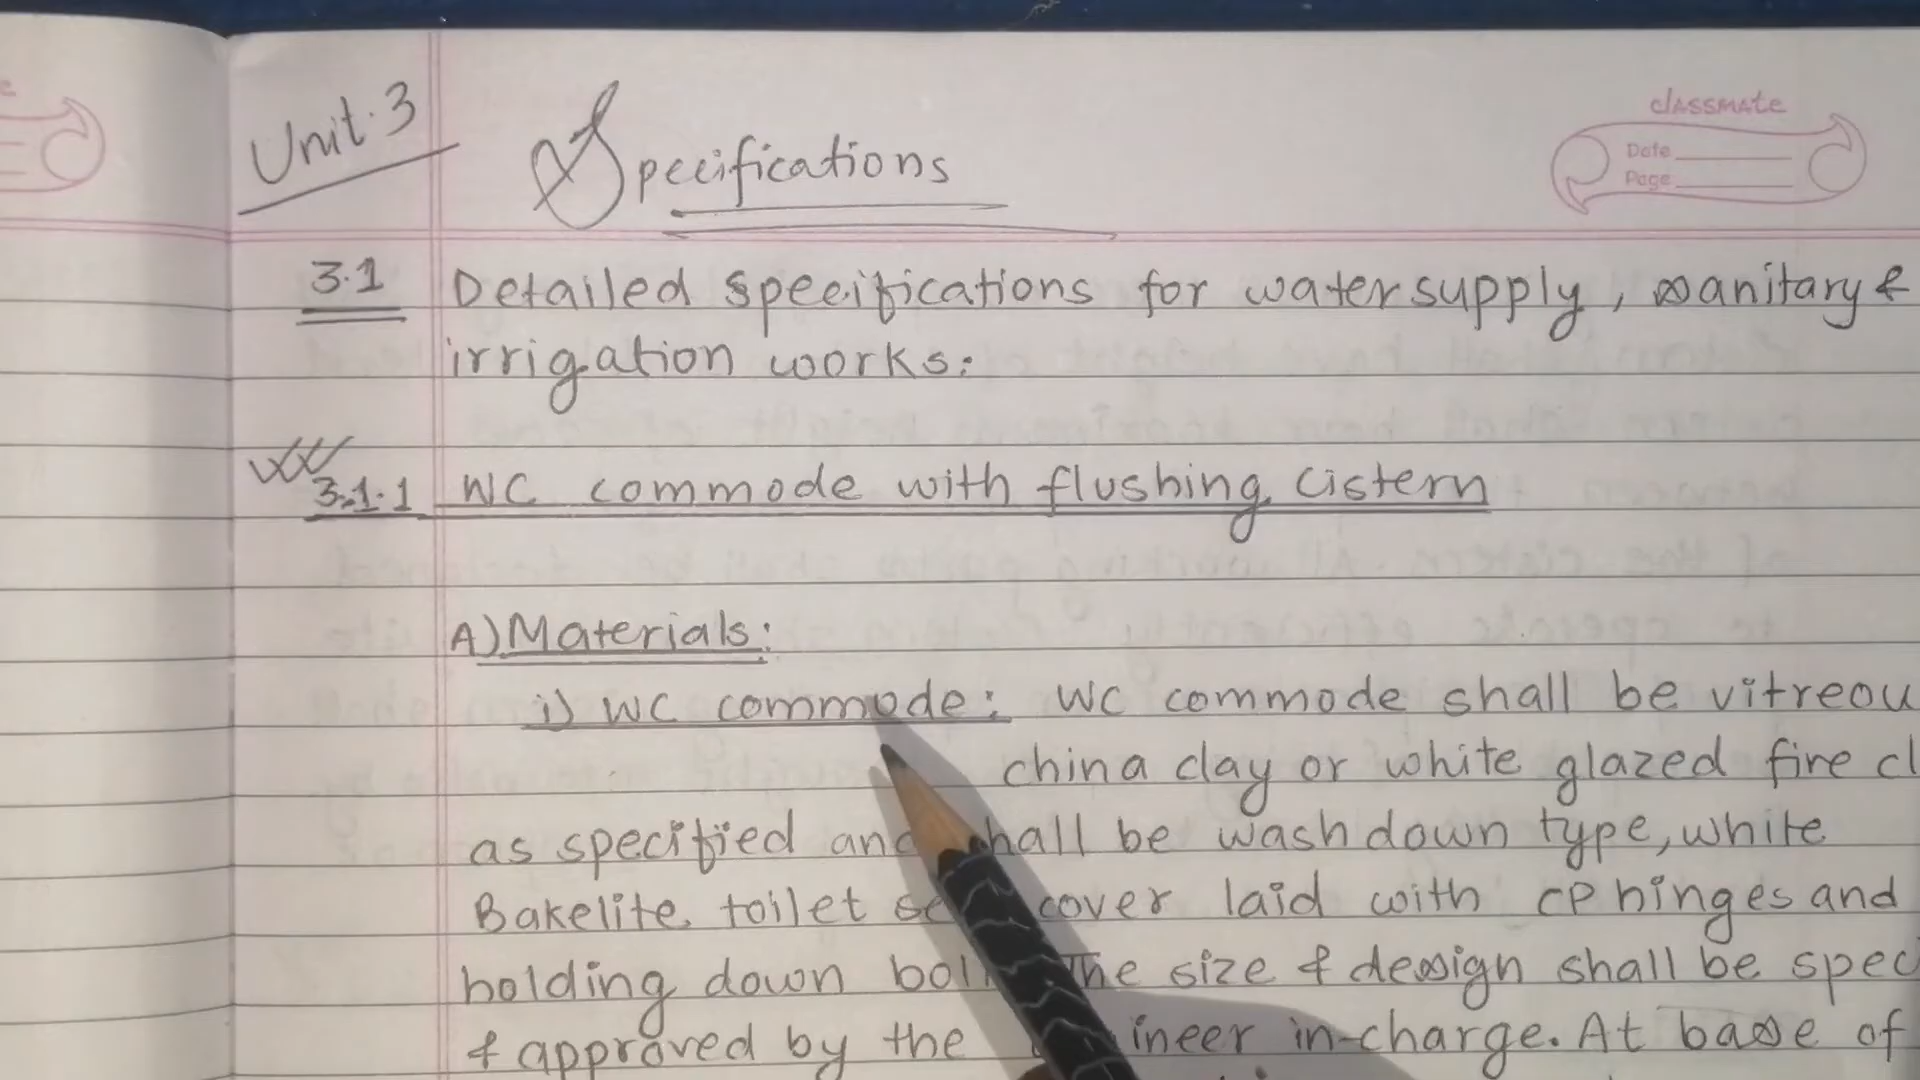 classmate
Date
Page
Unit.3
Specifications
3.1 Detailed specifications for water supply, sanitary &
irrigation works:
3.1.1 WC commode with flushing cistern
A) Materials:
i) WC commode: WC commode shall be vitreou
china clay or white glazed fire cl
as specified and hall be wash down type, white
Bakelite toilet se cover laid with CP hinges and
holding down bol The size & design shall be spec
& approved by the ineer in-charge. At base of